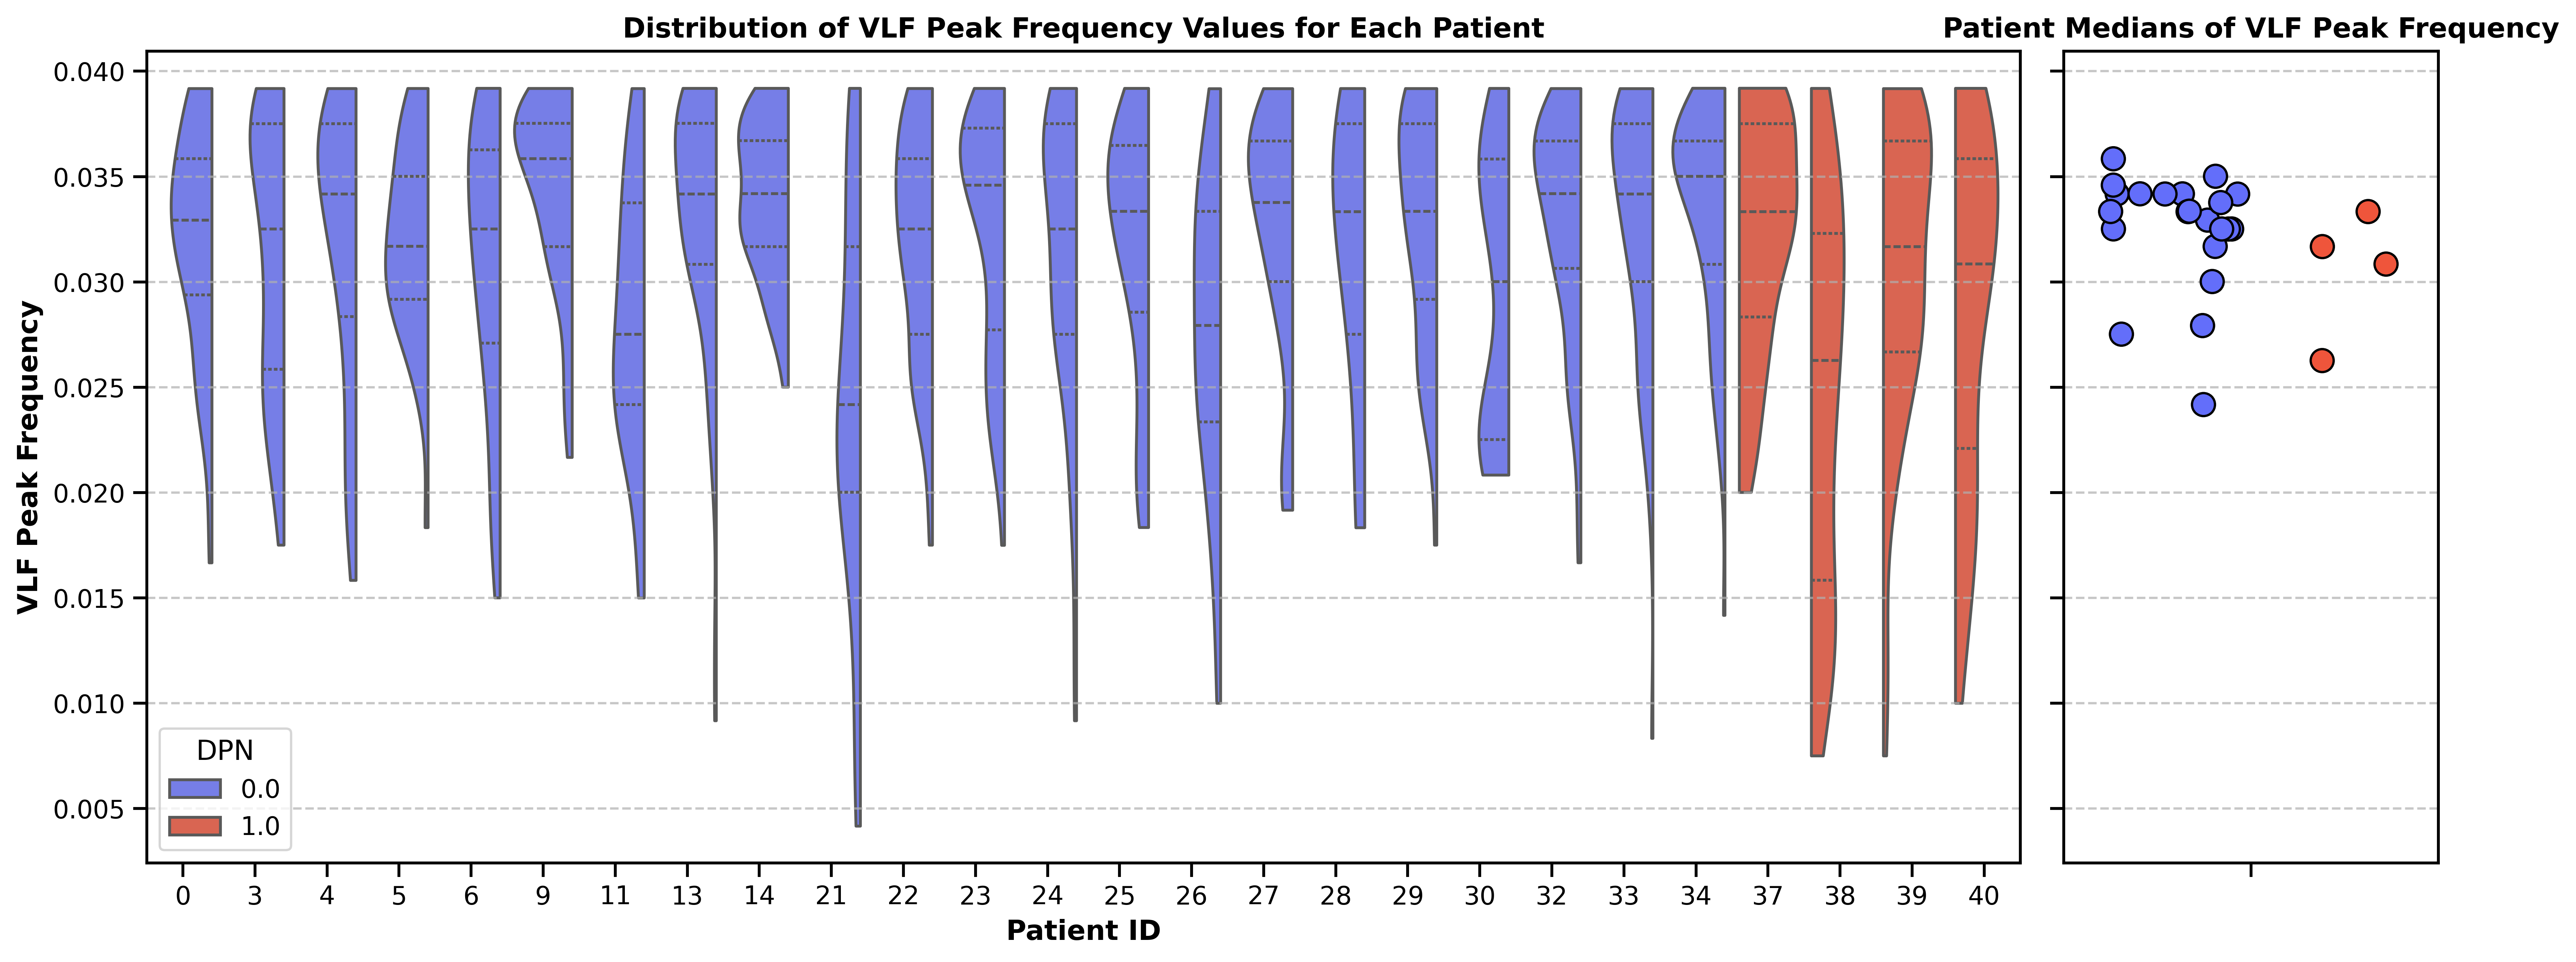 Distribution of VLF Peak Frequency Values for Each Patient
Patient Medians of VLF Peak Frequency
VLF Peak Frequency
0.040
0.035
0.030
0.025
0.020
0.015
0.010
0.005
DPN
0.0
1.0
0 3 4 5 6 9 11 13 14 21 22 23 24 25 26 27 28 29 30 32 33 34 37 38 39 40
Patient ID